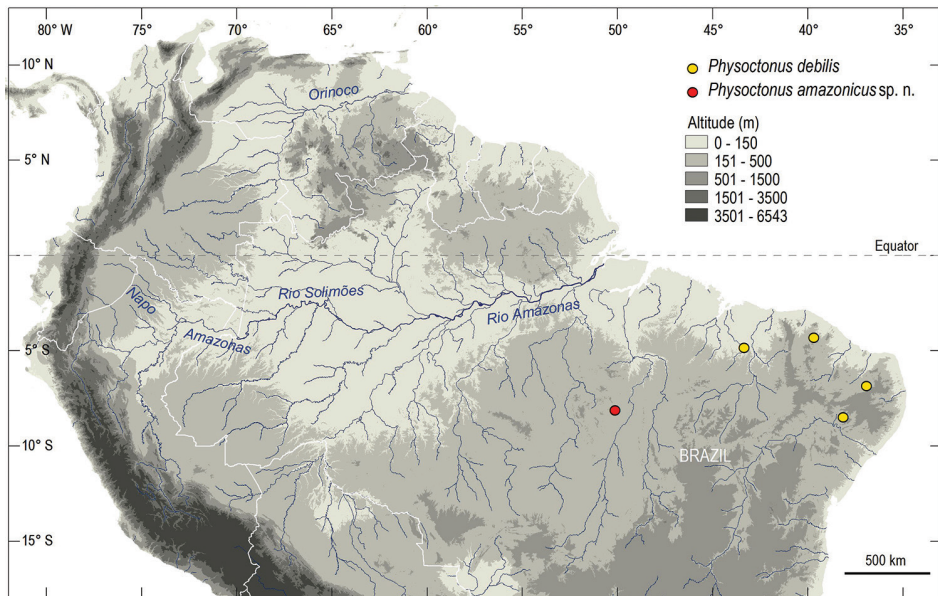 80° W 75° 70° 65° 60° 55° 50° 45° 40° 35°
10° N
Orinoco
Physoctonus debilis
Physoctonus amazonicus sp. n.
Altitude (m)
0 - 150
151 - 500
501 - 1500
1501 - 3500
3501 - 6543
5° N
Equator
0°
Napo
Rio Solimões
Rio Amazonas
Amazonas
5° S
10° S
BRAZIL
15° S
500 km